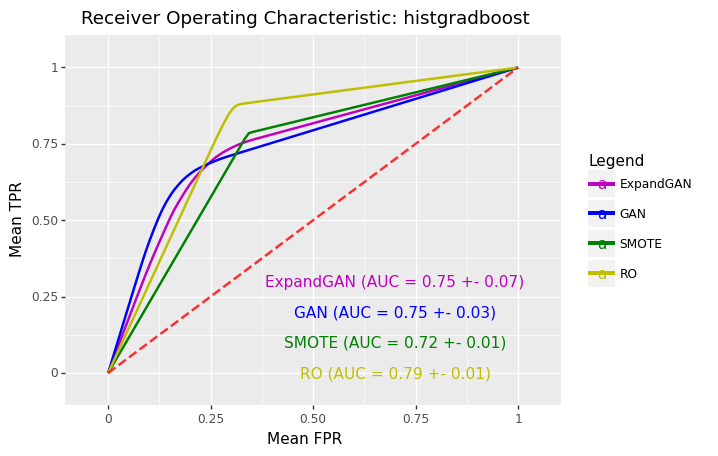 Receiver Operating Characteristic: histgradboost
1
0.75
0.50
0.25
0
Mean TPR
ExpandGAN (AUC = 0.75 +- 0.07)
GAN (AUC = 0.75 +- 0.03)
SMOTE (AUC = 0.72 +- 0.01)
RO (AUC = 0.79 +- 0.01)
0 0.25 0.50 0.75 1
Mean FPR
Legend
a ExpandGAN
a GAN
a SMOTE
a RO